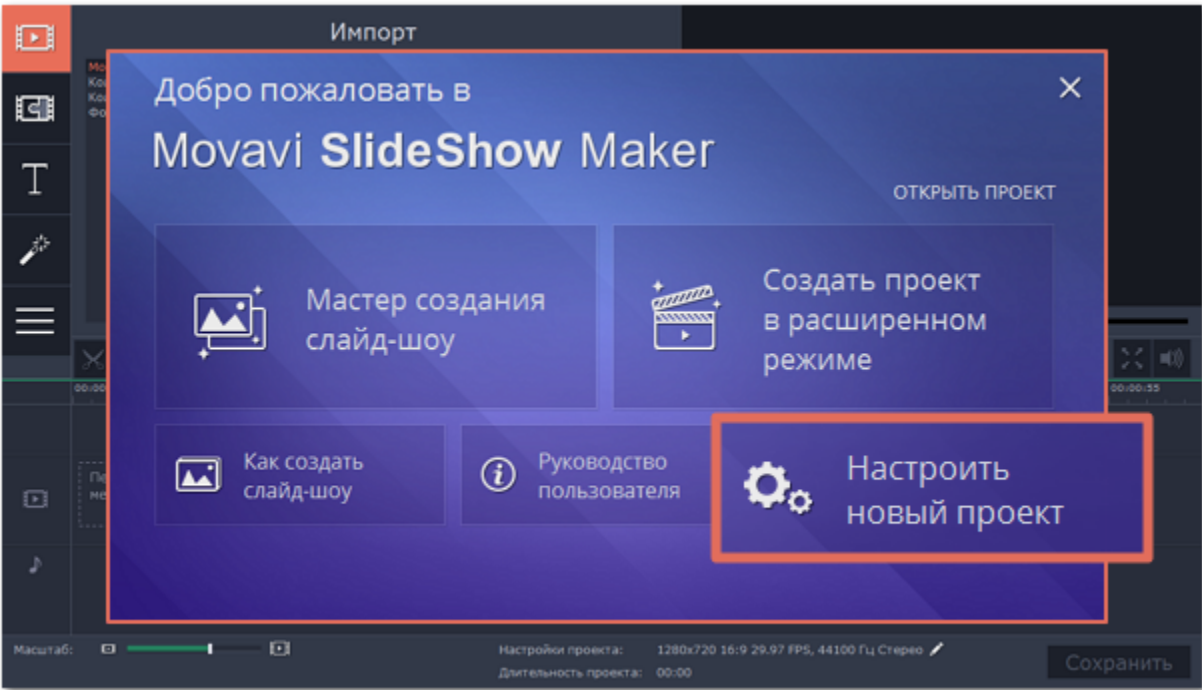 Импорт
Добро пожаловать в
Movavi SlideShow Maker
ОТКРЫТЬ ПРОЕКТ
Мастер создания
слайд-шоу
Создать проект
в расширенном
режиме
Как создать
слайд-шоу
Руководство
пользователя
Настроить
новый проект
00:00:55
Масштаб:
Настройки проекта: 1280x720 16:9 29.97 FPS, 44100 Гц Стерео
Длительность проекта: 00:00
Сохранить